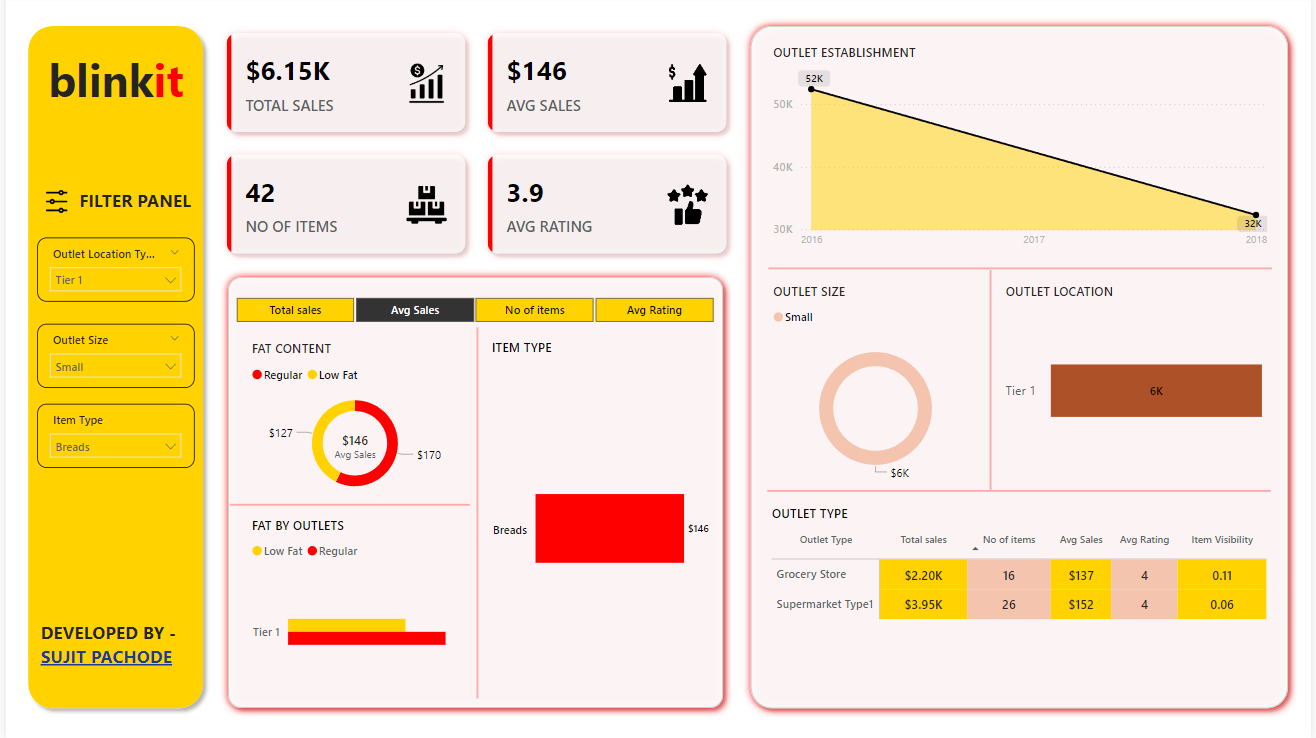 blinkit
FILTER PANEL
Outlet Location Ty...
Tier 1
Outlet Size
Small
Item Type
Breads
DEVELOPED BY -
SUJIT PACHODE
$6.15K
TOTAL SALES
$146
AVG SALES
42
NO OF ITEMS
3.9
AVG RATING
Total sales
Avg Sales
No of items
Avg Rating
FAT CONTENT
Regular
Low Fat
$127
$146
Avg Sales
$170
FAT BY OUTLETS
Low Fat
Regular
Tier 1
ITEM TYPE
Breads
$146
OUTLET ESTABLISHMENT
52K
50K
40K
30K
32K
2016 2017 2018
OUTLET SIZE
Small
$6K
OUTLET LOCATION
Tier 1
6K
OUTLET TYPE
Outlet Type Total sales No of items Avg Sales Avg Rating Item Visibility
Grocery Store $2.20K 16 $137 4 0.11
Supermarket Type1 $3.95K 26 $152 4 0.06